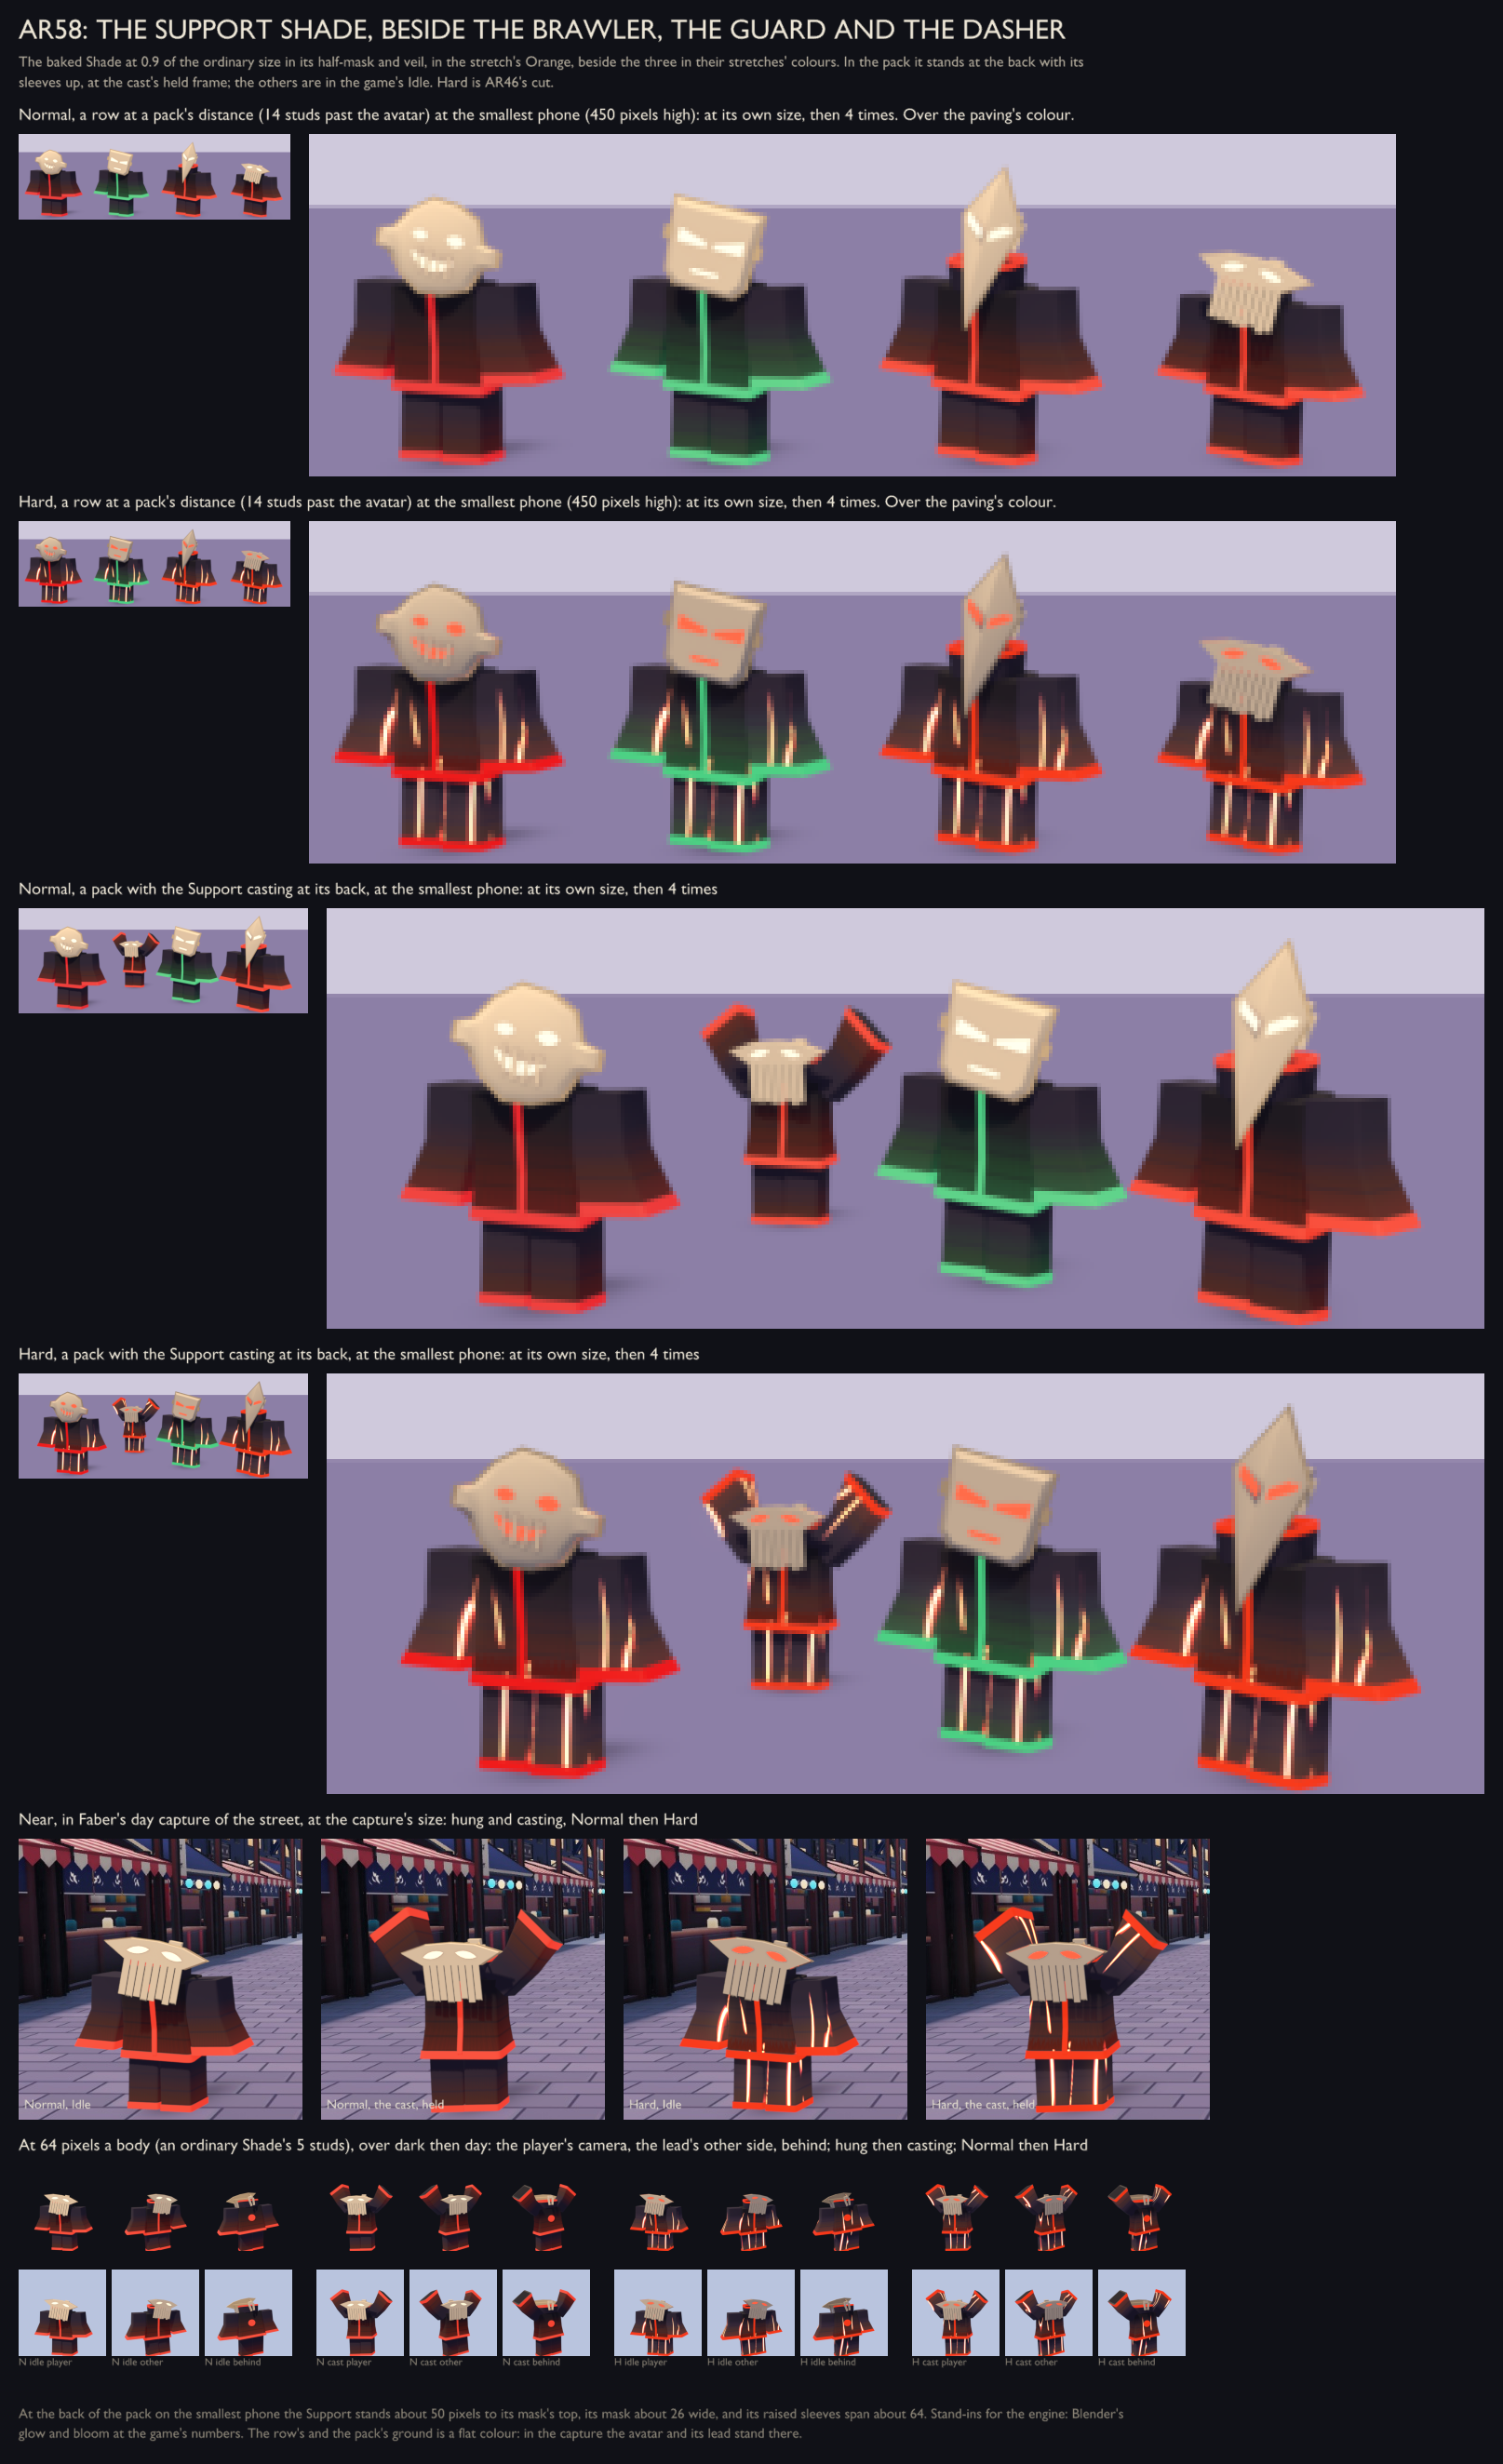 AR58: THE SUPPORT SHADE, BESIDE THE BRAWLER, THE GUARD AND THE DASHER
The baked Shade at 0.9 of the ordinary size in its half-mask and veil, in the stretch's Orange, beside the three in their stretches' colours. In the pack it stands at the back with its
sleeves up, at the cast's held frame; the others are in the game's Idle. Hard is AR46's cut.
Normal, a row at a pack's distance (14 studs past the avatar) at the smallest phone (450 pixels high): at its own size, then 4 times. Over the paving's colour.
Hard, a row at a pack's distance (14 studs past the avatar) at the smallest phone (450 pixels high): at its own size, then 4 times. Over the paving's colour.
Normal, a pack with the Support casting at its back, at the smallest phone: at its own size, then 4 times
Hard, a pack with the Support casting at its back, at the smallest phone: at its own size, then 4 times
Near, in Faber's day capture of the street, at the capture's size: hung and casting, Normal then Hard
Normal, Idle
Normal, the cast, held
Hard, Idle
Hard, the cast, held
At 64 pixels a body (an ordinary Shade's 5 studs), over dark then day: the player's camera, the lead's other side, behind; hung then casting; Normal then Hard
N idle player
N idle other
N idle behind
N cast player
N cast other
N cast behind
H idle player
H idle other
H idle behind
H cast player
H cast other
H cast behind
At the back of the pack on the smallest phone the Support stands about 50 pixels to its mask's top, its mask about 26 wide, and its raised sleeves span about 64. Stand-ins for the engine: Blender's
glow and bloom at the game's numbers. The row's and the pack's ground is a flat colour: in the capture the avatar and its lead stand there.